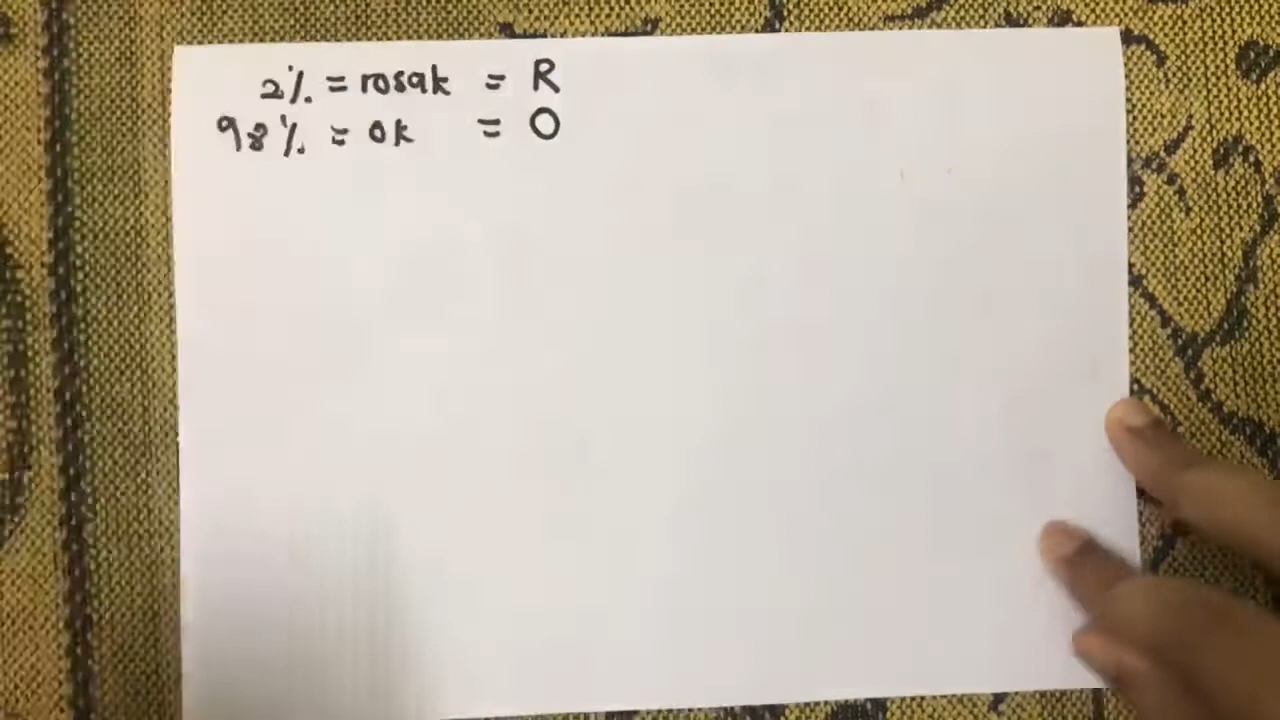 2% = rosak = R
98% = ok = O